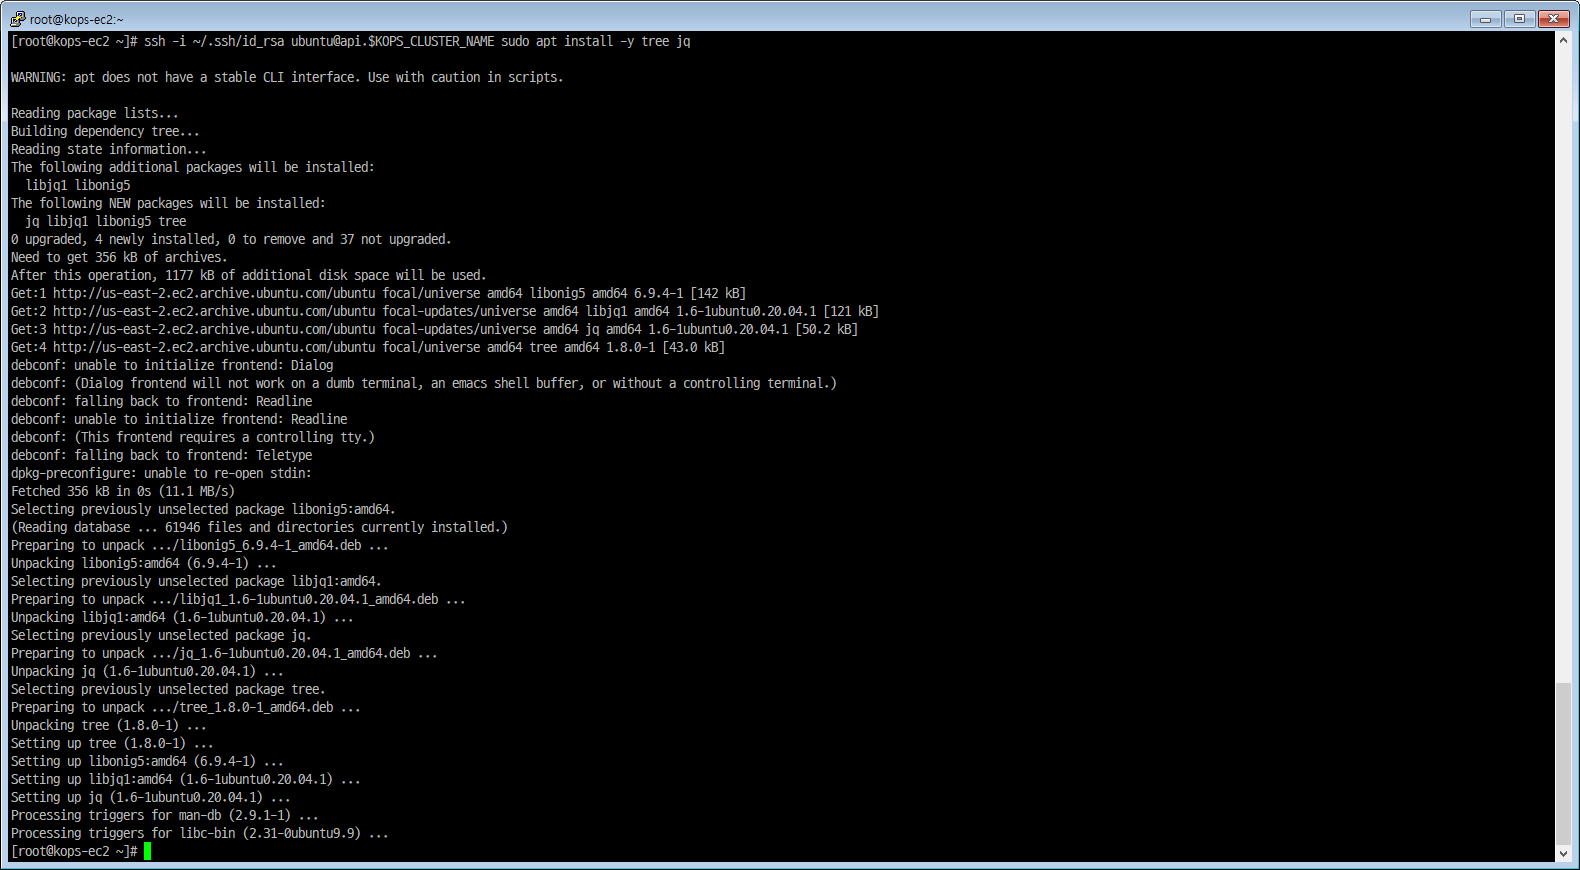 root@kops-ec2:~
[root@kops-ec2 ~]# ssh -i ~/.ssh/id_rsa ubuntu@api.$KOPS_CLUSTER_NAME sudo apt install -y tree jq
WARNING: apt does not have a stable CLI interface. Use with caution in scripts.
Reading package lists...
Building dependency tree...
Reading state information...
The following additional packages will be installed:
  libjq1 libonig5
The following NEW packages will be installed:
  jq libjq1 libonig5 tree
0 upgraded, 4 newly installed, 0 to remove and 37 not upgraded.
Need to get 356 kB of archives.
After this operation, 1177 kB of additional disk space will be used.
Get:1 http://us-east-2.ec2.archive.ubuntu.com/ubuntu focal/universe amd64 libonig5 amd64 6.9.4-1 [142 kB]
Get:2 http://us-east-2.ec2.archive.ubuntu.com/ubuntu focal-updates/universe amd64 libjq1 amd64 1.6-1ubuntu0.20.04.1 [121 kB]
Get:3 http://us-east-2.ec2.archive.ubuntu.com/ubuntu focal-updates/universe amd64 jq amd64 1.6-1ubuntu0.20.04.1 [50.2 kB]
Get:4 http://us-east-2.ec2.archive.ubuntu.com/ubuntu focal/universe amd64 tree amd64 1.8.0-1 [43.0 kB]
debconf: unable to initialize frontend: Dialog
debconf: (Dialog frontend will not work on a dumb terminal, an emacs shell buffer, or without a controlling terminal.)
debconf: falling back to frontend: Readline
debconf: unable to initialize frontend: Readline
debconf: (This frontend requires a controlling tty.)
debconf: falling back to frontend: Teletype
dpkg-preconfigure: unable to re-open stdin:
Fetched 356 kB in 0s (11.1 MB/s)
Selecting previously unselected package libonig5:amd64.
(Reading database ... 61946 files and directories currently installed.)
Preparing to unpack .../libonig5_6.9.4-1_amd64.deb ...
Unpacking libonig5:amd64 (6.9.4-1) ...
Selecting previously unselected package libjq1:amd64.
Preparing to unpack .../libjq1_1.6-1ubuntu0.20.04.1_amd64.deb ...
Unpacking libjq1:amd64 (1.6-1ubuntu0.20.04.1) ...
Selecting previously unselected package jq.
Preparing to unpack .../jq_1.6-1ubuntu0.20.04.1_amd64.deb ...
Unpacking jq (1.6-1ubuntu0.20.04.1) ...
Selecting previously unselected package tree.
Preparing to unpack .../tree_1.8.0-1_amd64.deb ...
Unpacking tree (1.8.0-1) ...
Setting up tree (1.8.0-1) ...
Setting up libonig5:amd64 (6.9.4-1) ...
Setting up libjq1:amd64 (1.6-1ubuntu0.20.04.1) ...
Setting up jq (1.6-1ubuntu0.20.04.1) ...
Processing triggers for man-db (2.9.1-1) ...
Processing triggers for libc-bin (2.31-0ubuntu9.9) ...
[root@kops-ec2 ~]#